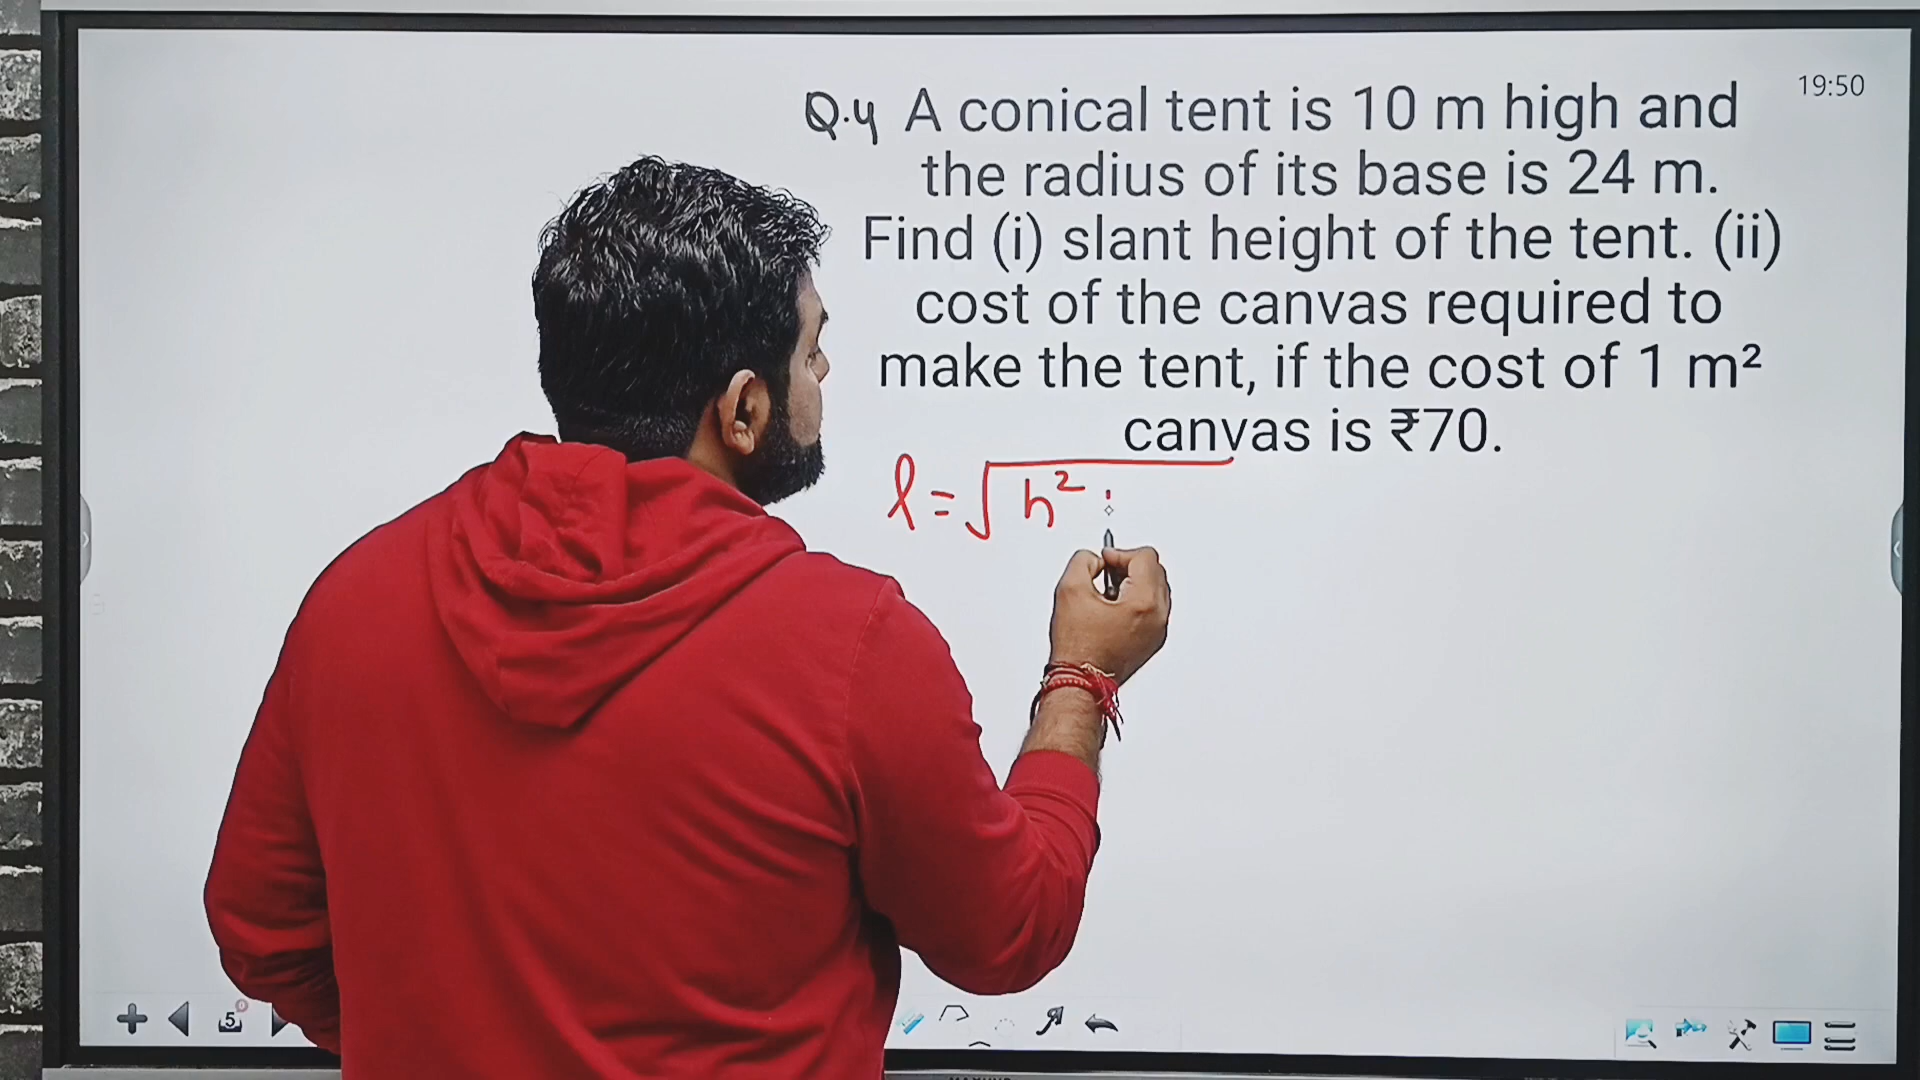 19:50
Q.4 A conical tent is 10 m high and
the radius of its base is 24 m.
Find (i) slant height of the tent. (ii)
cost of the canvas required to
make the tent, if the cost of 1 m²
canvas is ₹70.
l = √h²
5